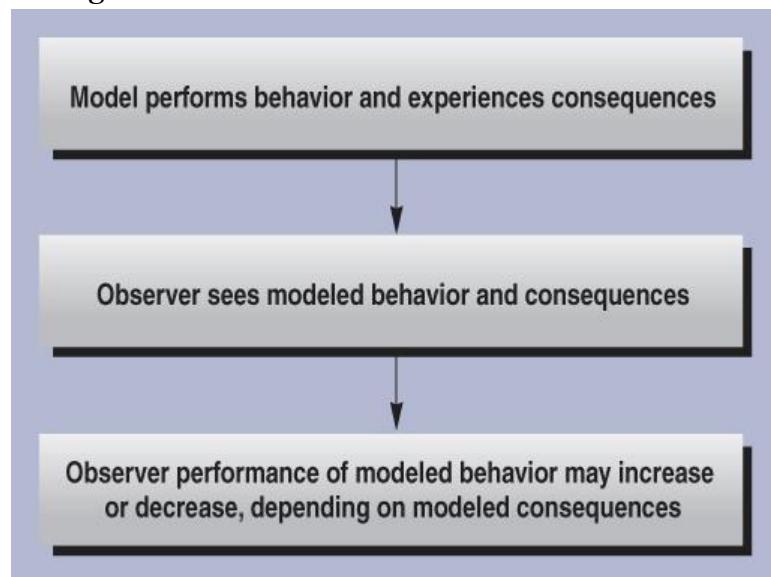 Model performs behavior and experiences consequences
Observer sees modeled behavior and consequences
Observer performance of modeled behavior may increase
or decrease, depending on modeled consequences